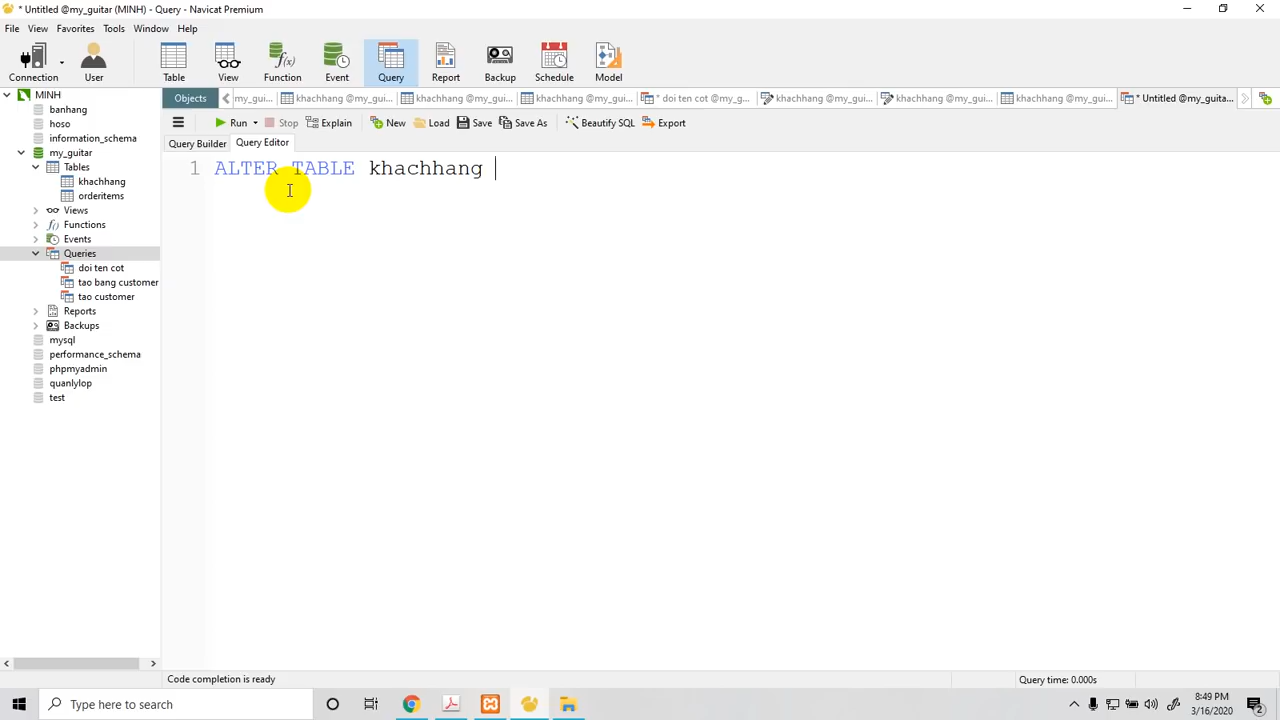 * Untitled @my_guitar (MINH) - Query - Navicat Premium
File View Favorites Tools Window Help
Connection User Table View Function Event Query Report Backup Schedule Model
MINH
banhang
hoso
information_schema
my_guitar
Tables
khachhang
orderitems
Views
Functions
Events
Queries
doi ten cot
tao bang customer
tao customer
Reports
Backups
mysql
performance_schema
phpmyadmin
quanlylop
test
Objects my_gui... khachhang @my_gui... khachhang @my_gui... khachhang @my_gui... * doi ten cot @my_g... khachhang @my_gui... khachhang @my_gui... khachhang @my_gui... * Untitled @my_guita...
Run Stop Explain New Load Save Save As Beautify SQL Export
Query Builder Query Editor
1 ALTER TABLE khachhang
Code completion is ready Query time: 0.000s
Type here to search
8:49 PM
3/16/2020
2